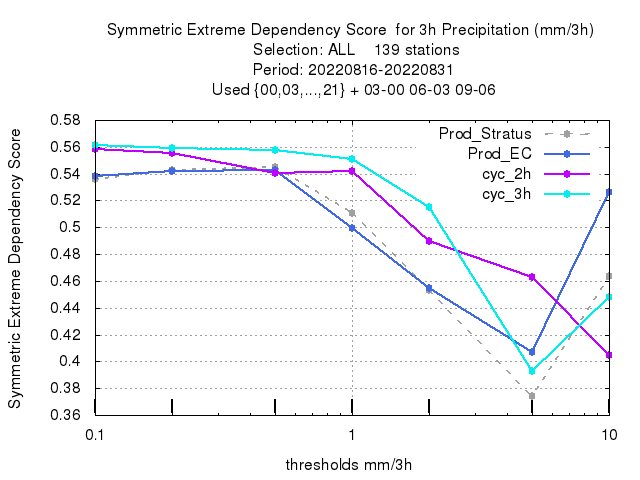 Symmetric Extreme Dependency Score  for 3h Precipitation (mm/3h)
Selection: ALL    139 stations
Period: 20220816-20220831
Used {00,03,...,21} + 03-00 06-03 09-06
Symmetric Extreme Dependency Score
0.58
0.56
0.54
0.52
0.5
0.48
0.46
0.44
0.42
0.4
0.38
0.36
Prod_Stratus
Prod_EC
cyc_2h
cyc_3h
0.1 1 10
thresholds mm/3h